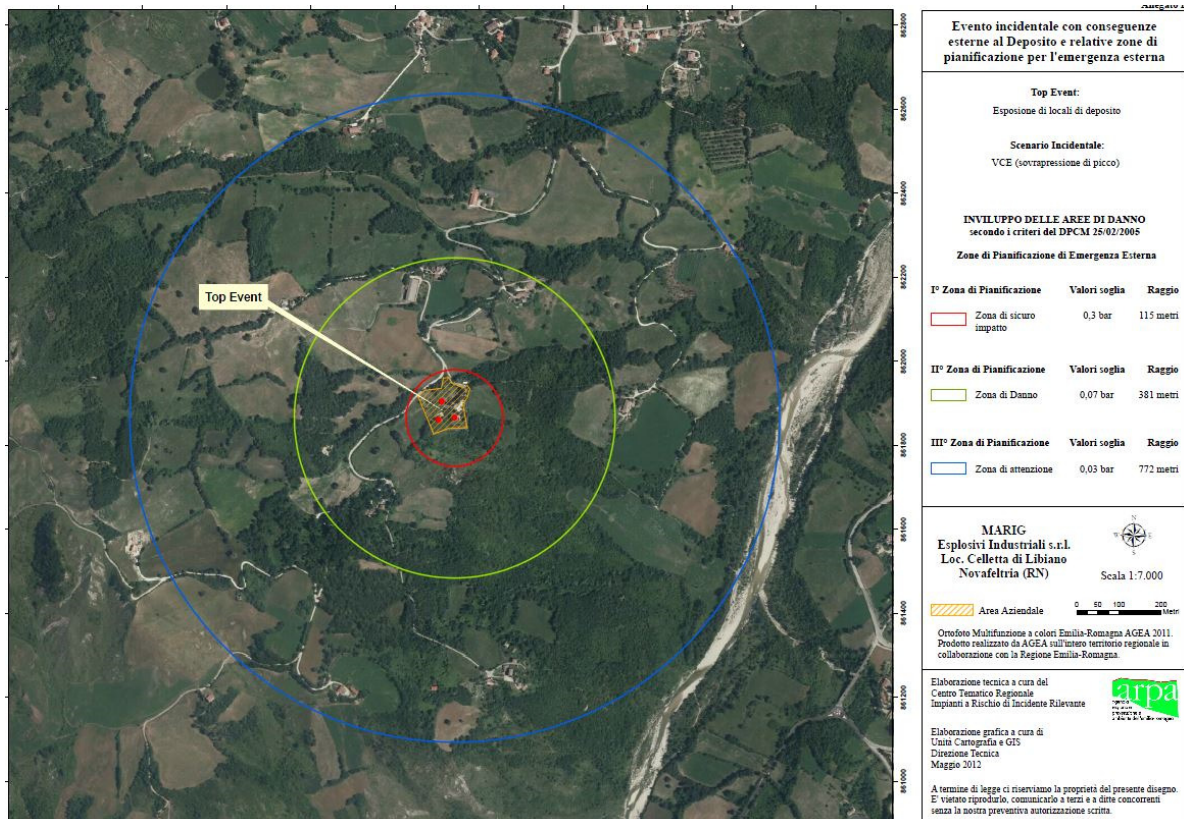 Evento incidentale con conseguenze
esterne al Deposito e relative zone di
pianificazione per l'emergenza esterna
Top Event:
Esposione di locali di deposito
Scenario Incidentale:
VCE (sovrapressione di picco)
INVILUPPO DELLE AREE DI DANNO
secondo i criteri del DPCM 25/02/2005
Zone di Pianificazione di Emergenza Esterna
I° Zona di Pianificazione Valori soglia Raggio
Zona di sicuro 0,3 bar 115 metri
impatto
II° Zona di Pianificazione Valori soglia Raggio
Zona di Danno 0,07 bar 381 metri
III° Zona di Pianificazione Valori soglia Raggio
Zona di attenzione 0,03 bar 772 metri
MARIG
Esplosivi Industriali s.r.l.
Loc. Celletta di Libiano
Novafeltria (RN)
N
W E
S
Scala 1:7.000
Area Aziendale
0 50 100 200
Metri
Ortofoto Multifunzione a colori Emilia-Romagna AGEA 2011.
Prodotto realizzato da AGEA sull'intero territorio regionale in
collaborazione con la Regione Emilia-Romagna.
Elaborazione tecnica a cura del
Centro Tematico Regionale
Impianti a Rischio di Incidente Rilevante
arpa
Elaborazione grafica a cura di
Unità Cartografia e GIS
Direzione Tecnica
Maggio 2012
A termine di legge ci riserviamo la proprietà del presente disegno.
E' vietato riprodurlo, comunicarlo a terzi e a ditte concorrenti
senza la nostra preventiva autorizzazione scritta.
Top Event
862800
862600
862400
862200
862000
861800
861600
861400
861200
861000